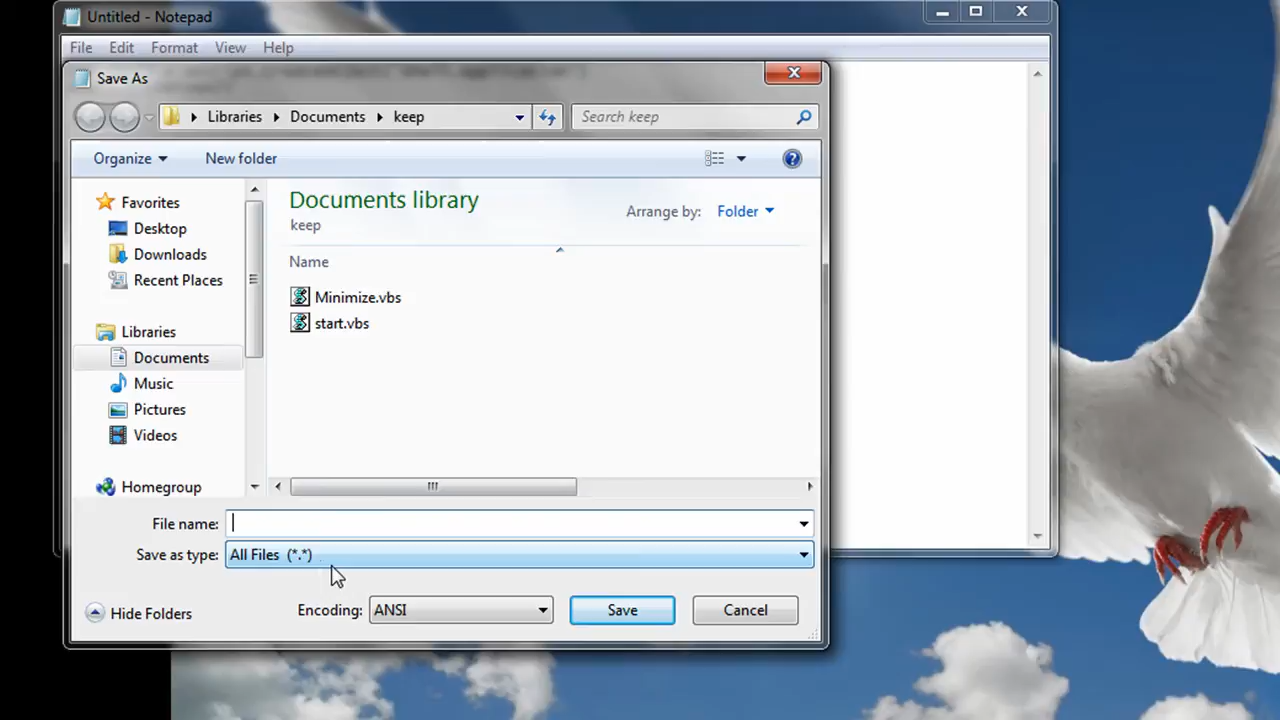 Untitled - Notepad
File Edit Format View Help
Save As
Libraries Documents keep
Search keep
Organize New folder
Favorites
Desktop
Downloads
Recent Places
Libraries
Documents
Music
Pictures
Videos
Homegroup
Documents library
keep
Arrange by: Folder
Name
Minimize.vbs
start.vbs
File name:
Save as type: All Files (*.*)
Hide Folders
Encoding: ANSI
Save
Cancel